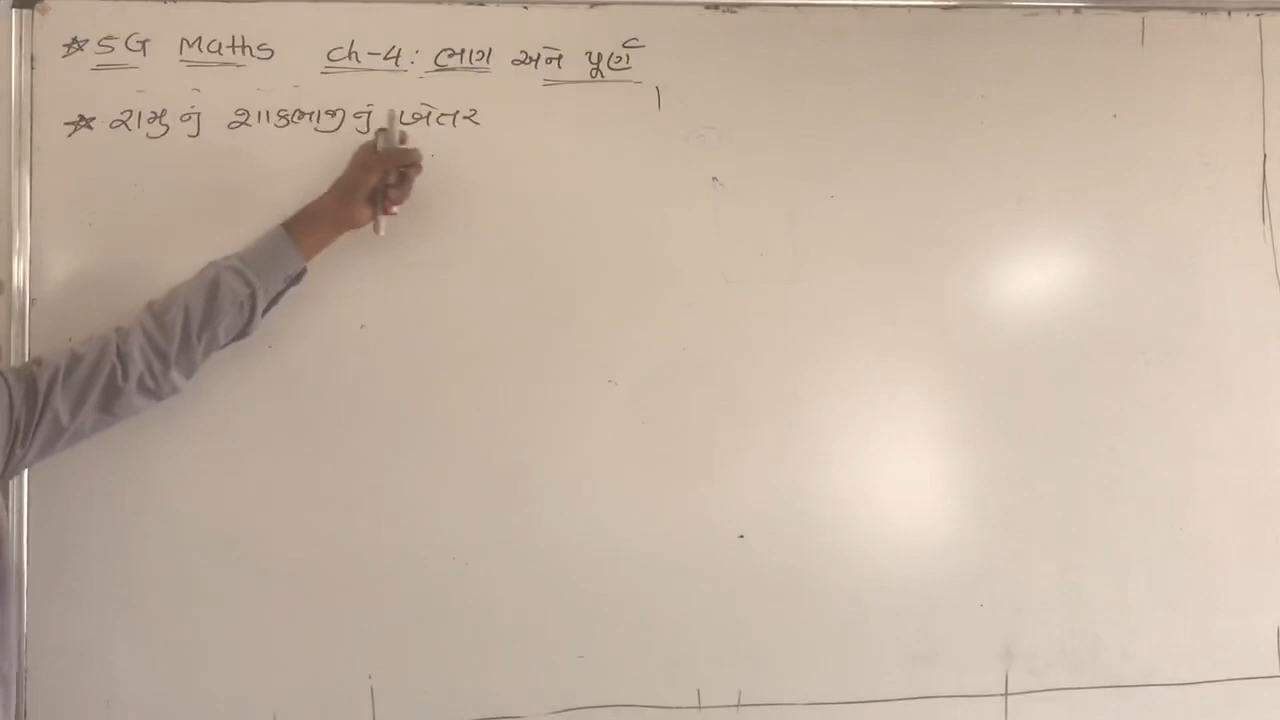 ★ 5G Maths Ch-4: ભાગ અને પૂર્ણ
★ રામુનું શાકભાજીનું ખેતર